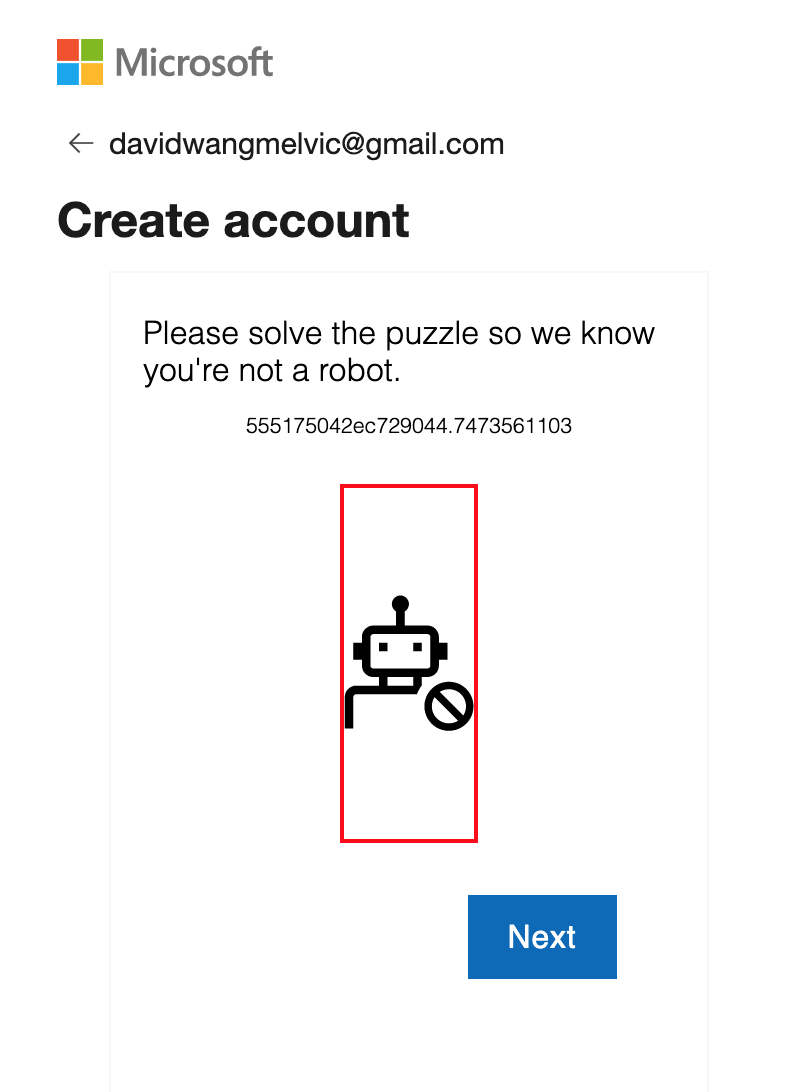 Microsoft
davidwangmelvic@gmail.com
Create account
Please solve the puzzle so we know
you're not a robot.
555175042ec729044.7473561103
Next